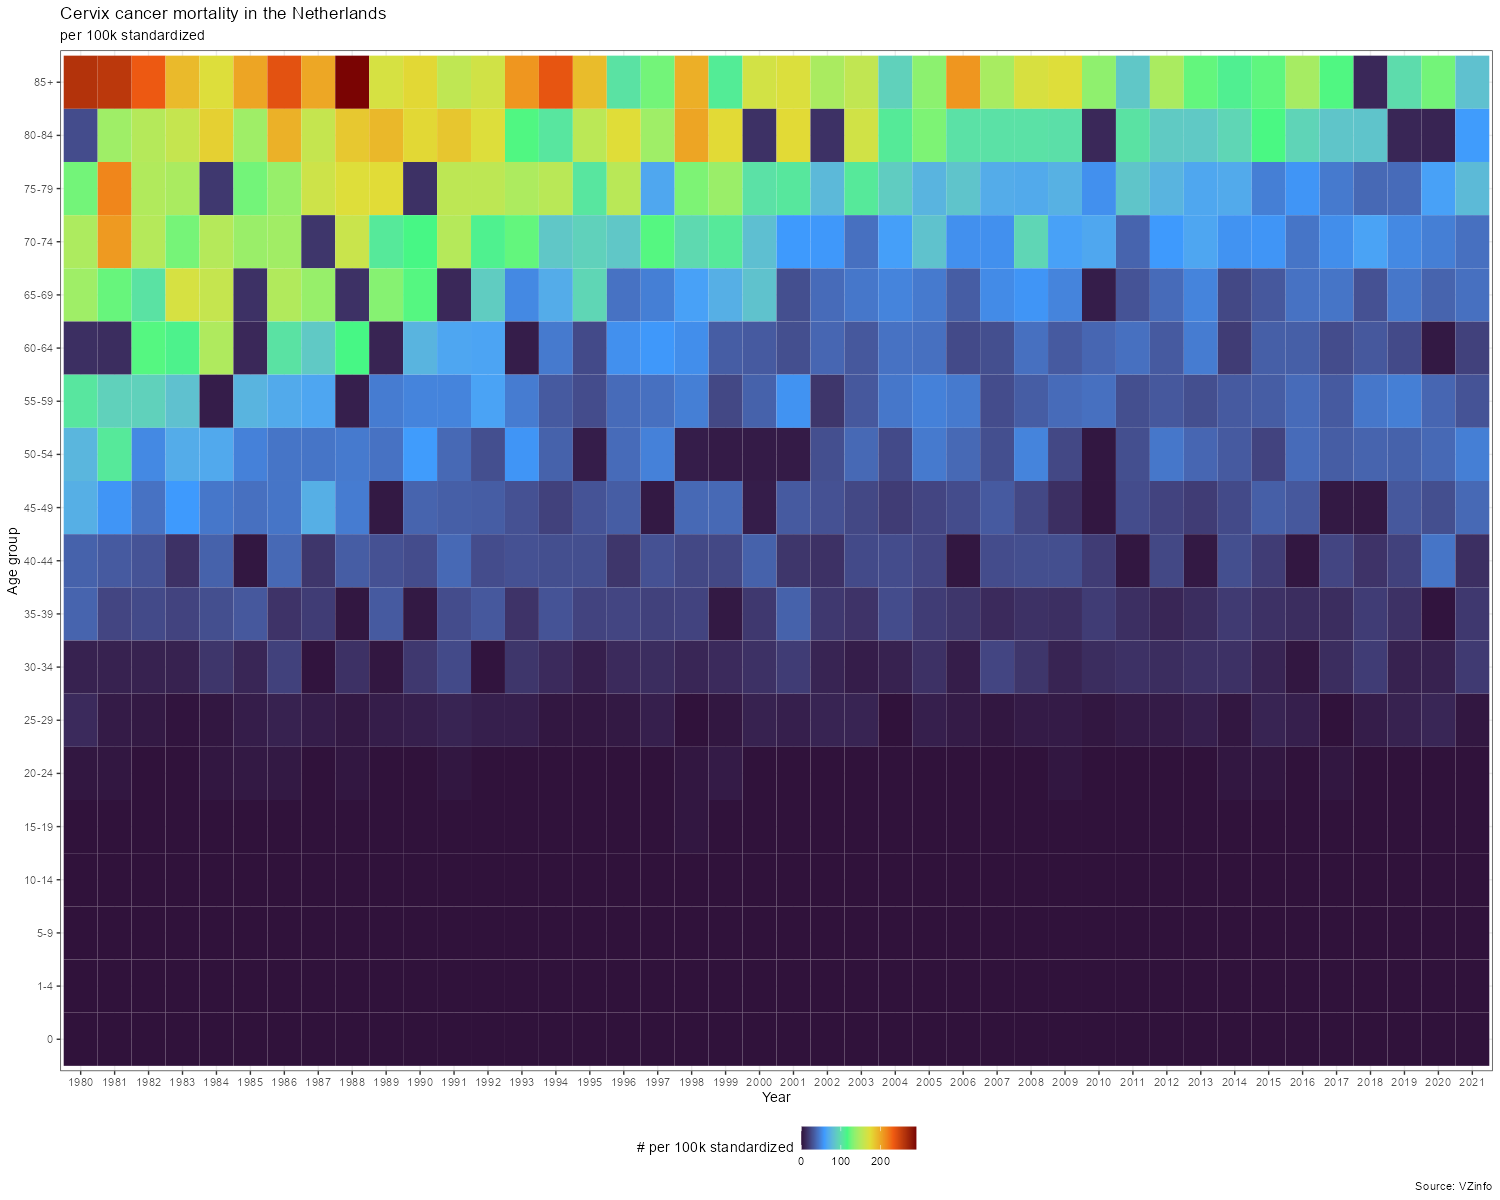 Cervix cancer mortality in the Netherlands
per 100k standardized
Age group
85+
80-84
75-79
70-74
65-69
60-64
55-59
50-54
45-49
40-44
35-39
30-34
25-29
20-24
15-19
10-14
5-9
1-4
0
1980 1981 1982 1983 1984 1985 1986 1987 1988 1989 1990 1991 1992 1993 1994 1995 1996 1997 1998 1999 2000 2001 2002 2003 2004 2005 2006 2007 2008 2009 2010 2011 2012 2013 2014 2015 2016 2017 2018 2019 2020 2021
Year
# per 100k standardized
0 100 200
Source: VZinfo